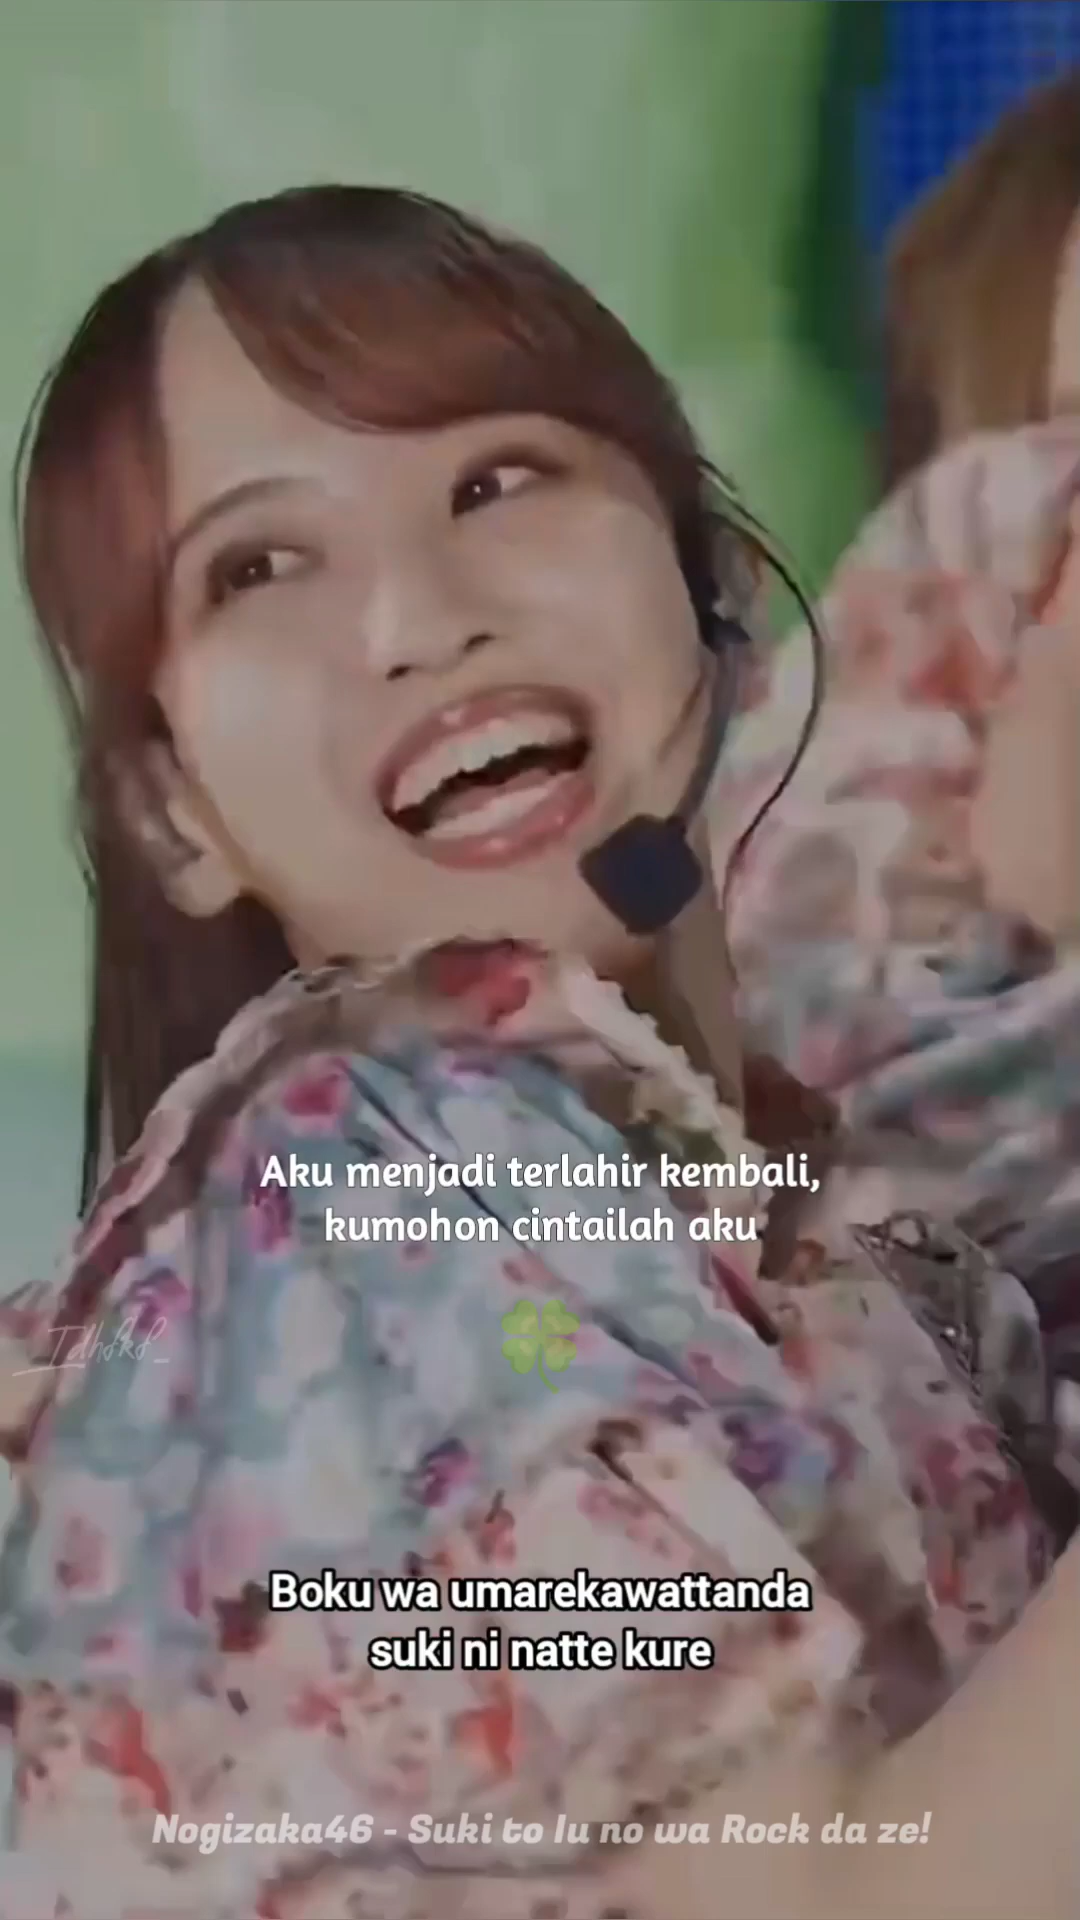 Aku menjadi terlahir kembali,
kumohon cintailah aku
Boku wa umarekawattanda
suki ni natte kure
Nogizaka46 - Suki to Iu no wa Rock da ze!